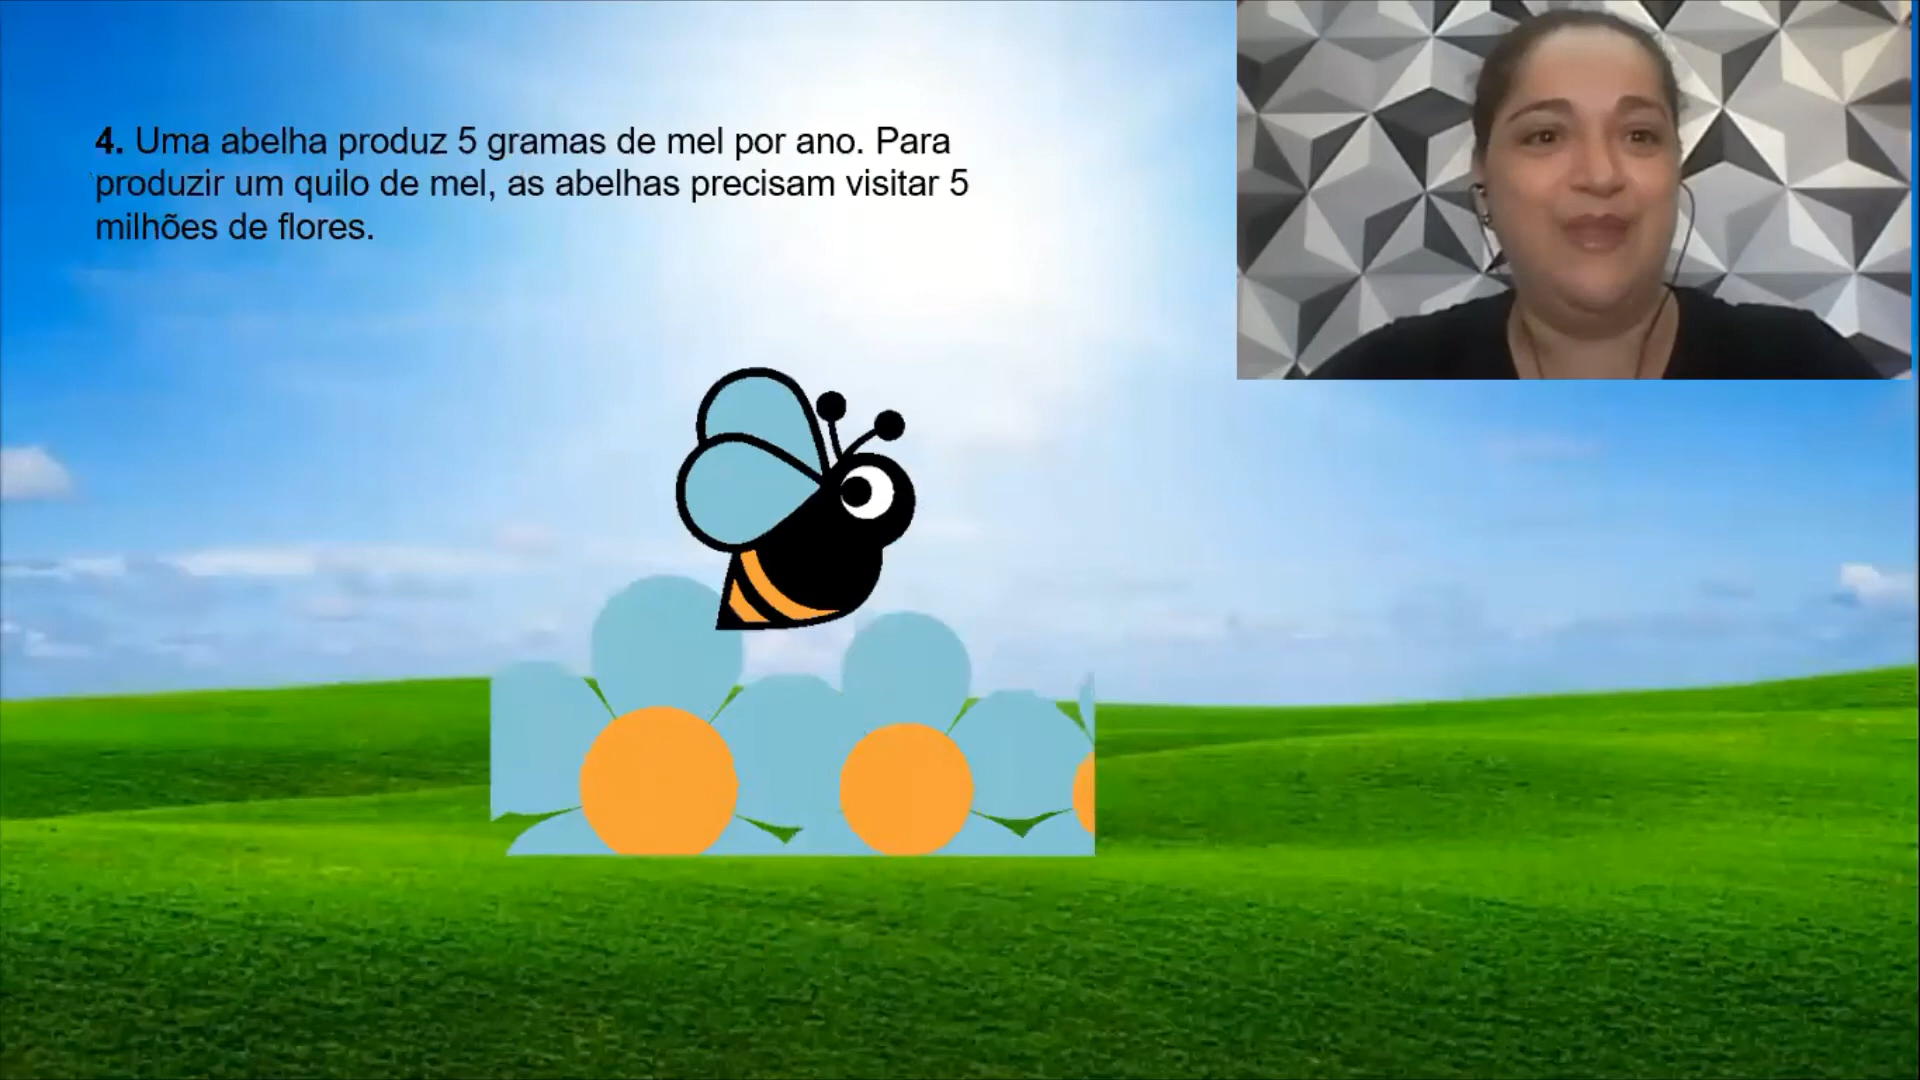 4. Uma abelha produz 5 gramas de mel por ano. Para
produzir um quilo de mel, as abelhas precisam visitar 5
milhões de flores.